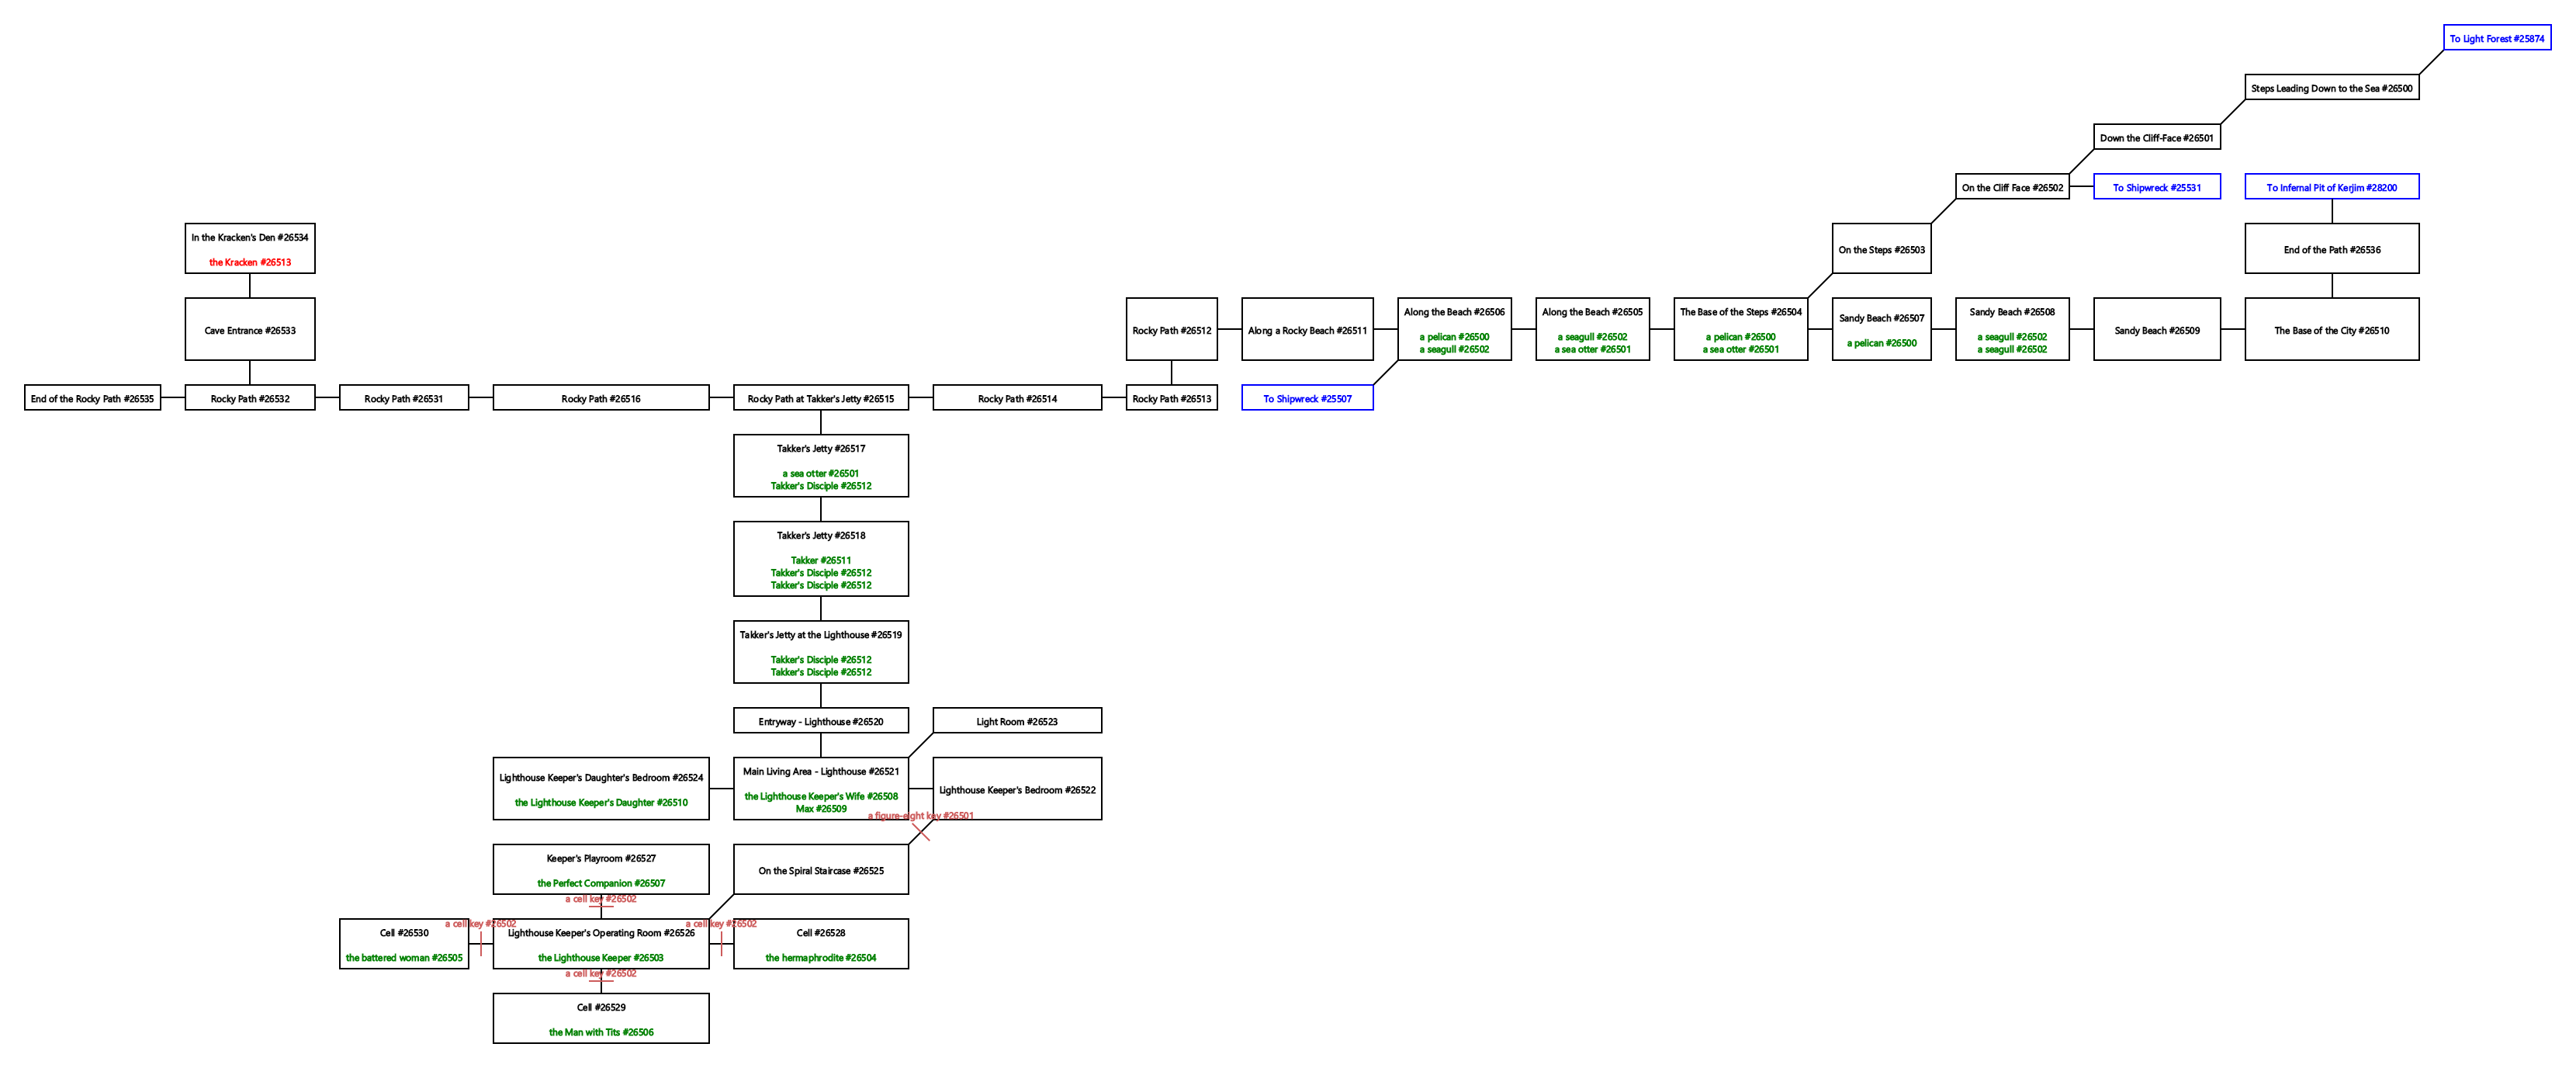 To Light Forest #25874
Steps Leading Down to the Sea #26500
Down the Cliff-Face #26501
On the Cliff Face #26502
To Shipwreck #25531
To Infernal Pit of Kerjim #28200
In the Kracken's Den #26534
the Kracken #26513
On the Steps #26503
End of the Path #26536
Cave Entrance #26533
Rocky Path #26512
Along a Rocky Beach #26511
Along the Beach #26506
a pelican #26500
a seagull #26502
Along the Beach #26505
a seagull #26502
a sea otter #26501
The Base of the Steps #26504
a pelican #26500
a sea otter #26501
Sandy Beach #26507
a pelican #26500
Sandy Beach #26508
a seagull #26502
a seagull #26502
Sandy Beach #26509
The Base of the City #26510
End of the Rocky Path #26535
Rocky Path #26532
Rocky Path #26531
Rocky Path #26516
Rocky Path at Takker's Jetty #26515
Rocky Path #26514
Rocky Path #26513
To Shipwreck #25507
Takker's Jetty #26517
a sea otter #26501
Takker's Disciple #26512
Takker's Jetty #26518
Takker #26511
Takker's Disciple #26512
Takker's Disciple #26512
Takker's Jetty at the Lighthouse #26519
Takker's Disciple #26512
Takker's Disciple #26512
Entryway - Lighthouse #26520
Light Room #26523
Lighthouse Keeper's Daughter's Bedroom #26524
the Lighthouse Keeper's Daughter #26510
Main Living Area - Lighthouse #26521
the Lighthouse Keeper's Wife #26508
Max #26509
Lighthouse Keeper's Bedroom #26522
a figure-eight key #26501
Keeper's Playroom #26527
the Perfect Companion #26507
On the Spiral Staircase #26525
a cell key #26502
Cell #26530
the battered woman #26505
a cell key #26502
Lighthouse Keeper's Operating Room #26526
the Lighthouse Keeper #26503
a cell key #26502
Cell #26528
the hermaphrodite #26504
a cell key #26502
Cell #26529
the Man with Tits #26506